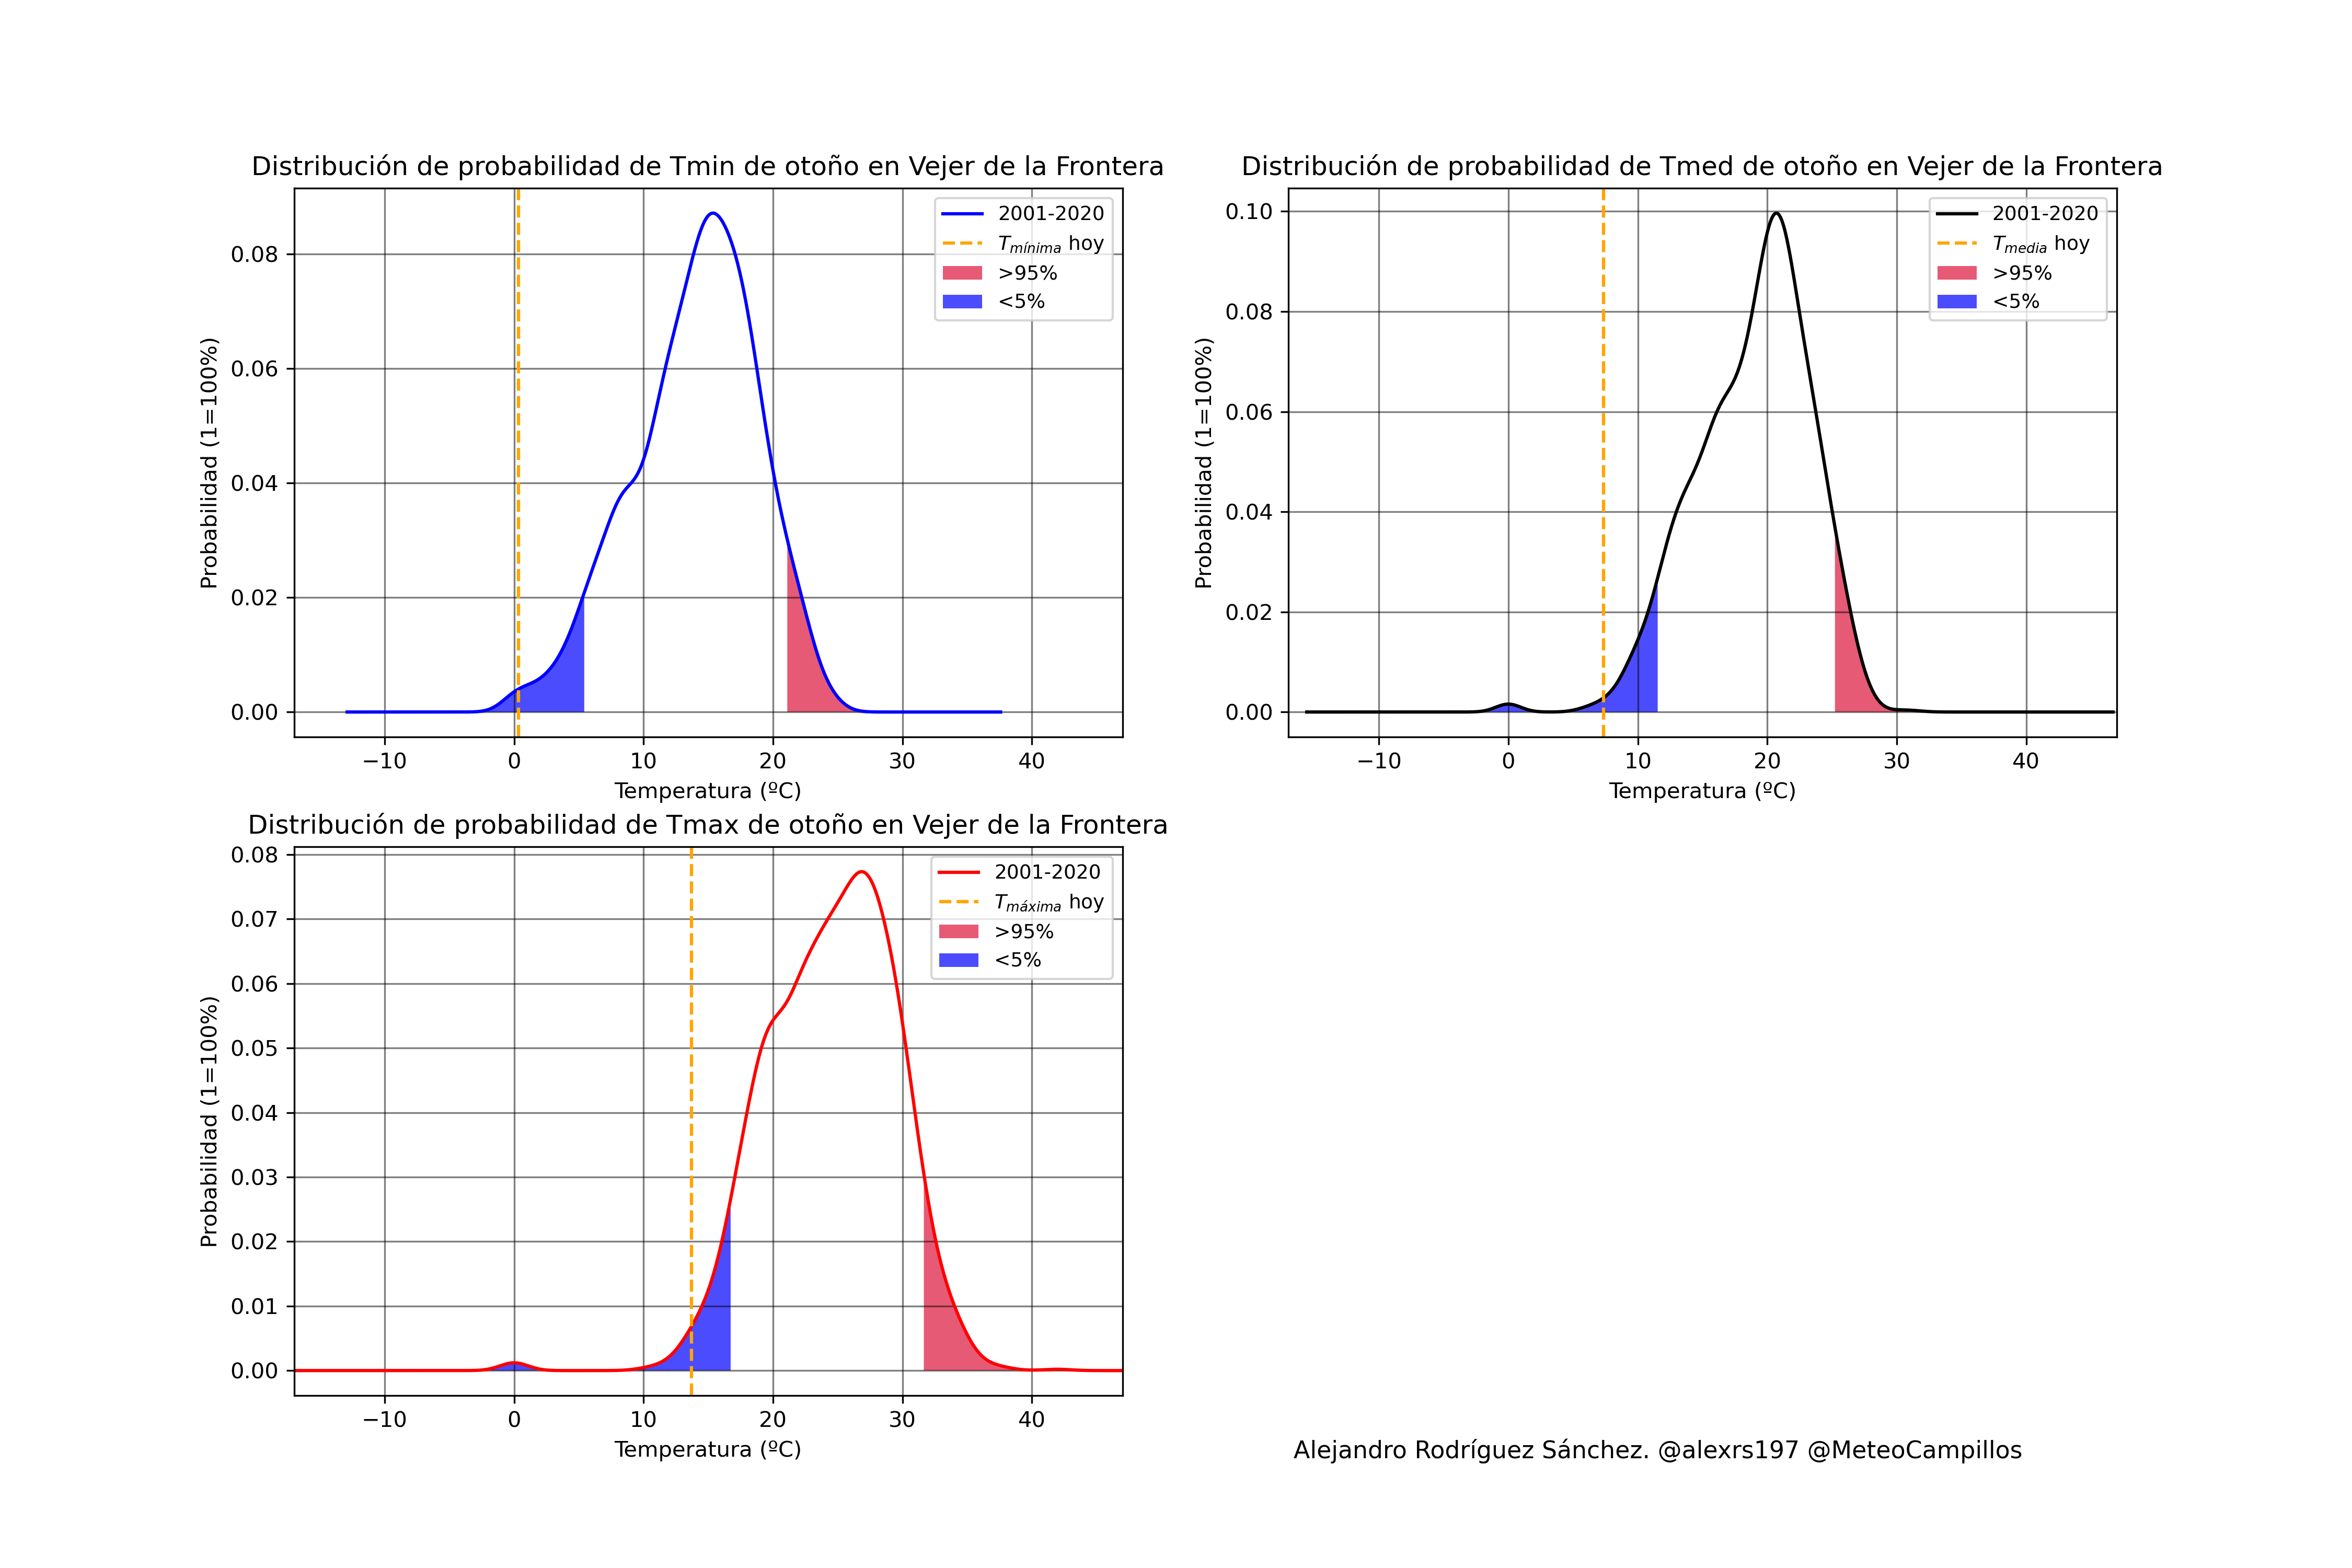 Distribución de probabilidad de Tmin de otoño en Vejer de la Frontera
Probabilidad (1=100%)
0.08
0.06
0.04
0.02
0.00
−10 0 10 20 30 40
Temperatura (ºC)
2001-2020
Tmínima hoy
>95%
<5%
Distribución de probabilidad de Tmed de otoño en Vejer de la Frontera
Probabilidad (1=100%)
0.10
0.08
0.06
0.04
0.02
0.00
−10 0 10 20 30 40
Temperatura (ºC)
2001-2020
Tmedia hoy
>95%
<5%
Distribución de probabilidad de Tmax de otoño en Vejer de la Frontera
Probabilidad (1=100%)
0.08
0.07
0.06
0.05
0.04
0.03
0.02
0.01
0.00
−10 0 10 20 30 40
Temperatura (ºC)
2001-2020
Tmáxima hoy
>95%
<5%
Alejandro Rodríguez Sánchez. @alexrs197 @MeteoCampillos